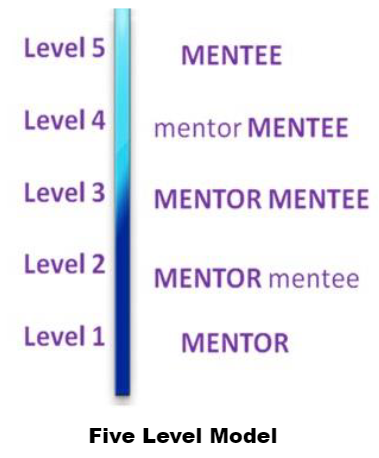 Level 5 MENTEE
Level 4 mentor MENTEE
Level 3 MENTOR MENTEE
Level 2 MENTOR mentee
Level 1 MENTOR
Five Level Model